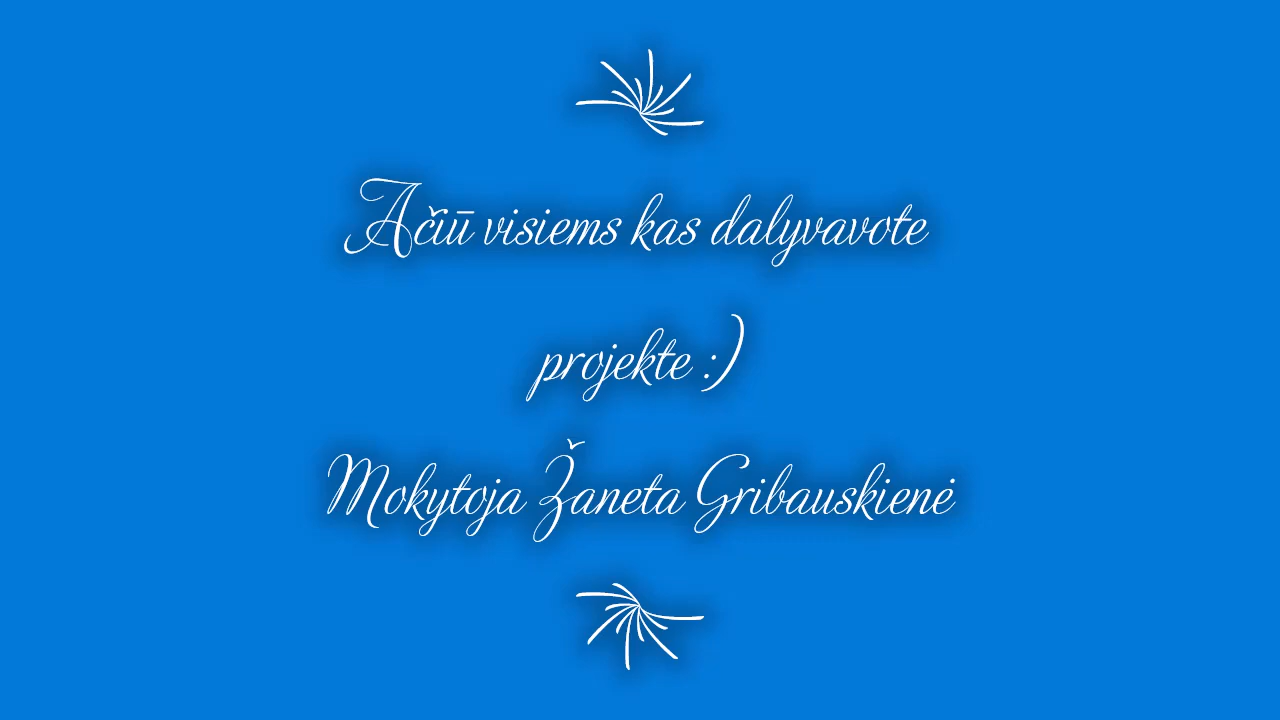 Ačiū visiems kas dalyvavote
projekte :)
Mokytoja Žaneta Gribauskienė